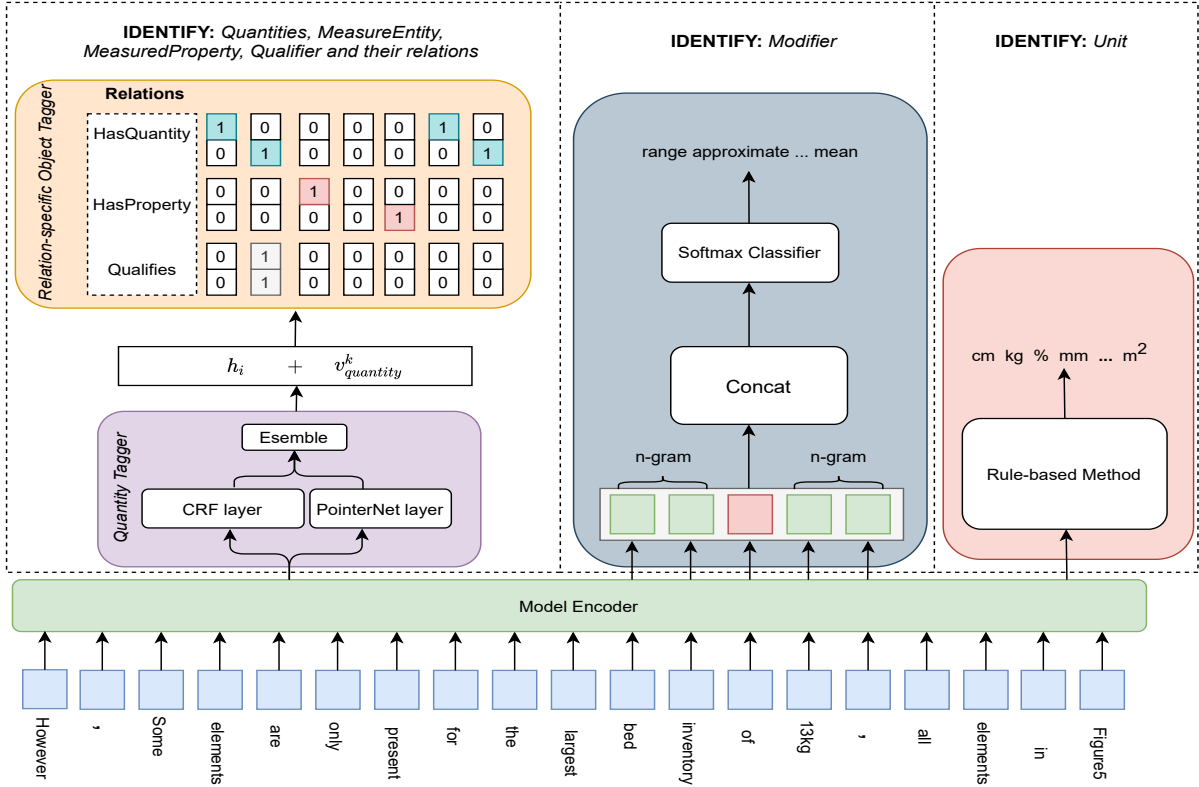 IDENTIFY: Quantities, MeasureEntity,
MeasuredProperty, Qualifier and their relations
IDENTIFY: Modifier
IDENTIFY: Unit
Relation-specific Object Tagger
Relations
HasQuantity
1 0 0 0 0 1 0
0 1 0 0 0 0 1
HasProperty
0 0 1 0 0 0 0
0 0 0 0 1 0 0
Qualifies
0 1 0 0 0 0 0
0 1 0 0 0 0 0
h_i + v^k_{quantity}
Quantity Tagger
Esemble
CRF layer
PointerNet layer
range approximate ... mean
Softmax Classifier
Concat
n-gram
n-gram
cm kg % mm ... m²
Rule-based Method
Model Encoder
However
,
Some
elements
are
only
present
for
the
largest
bed
inventory
of
13kg
,
all
elements
in
Figure5